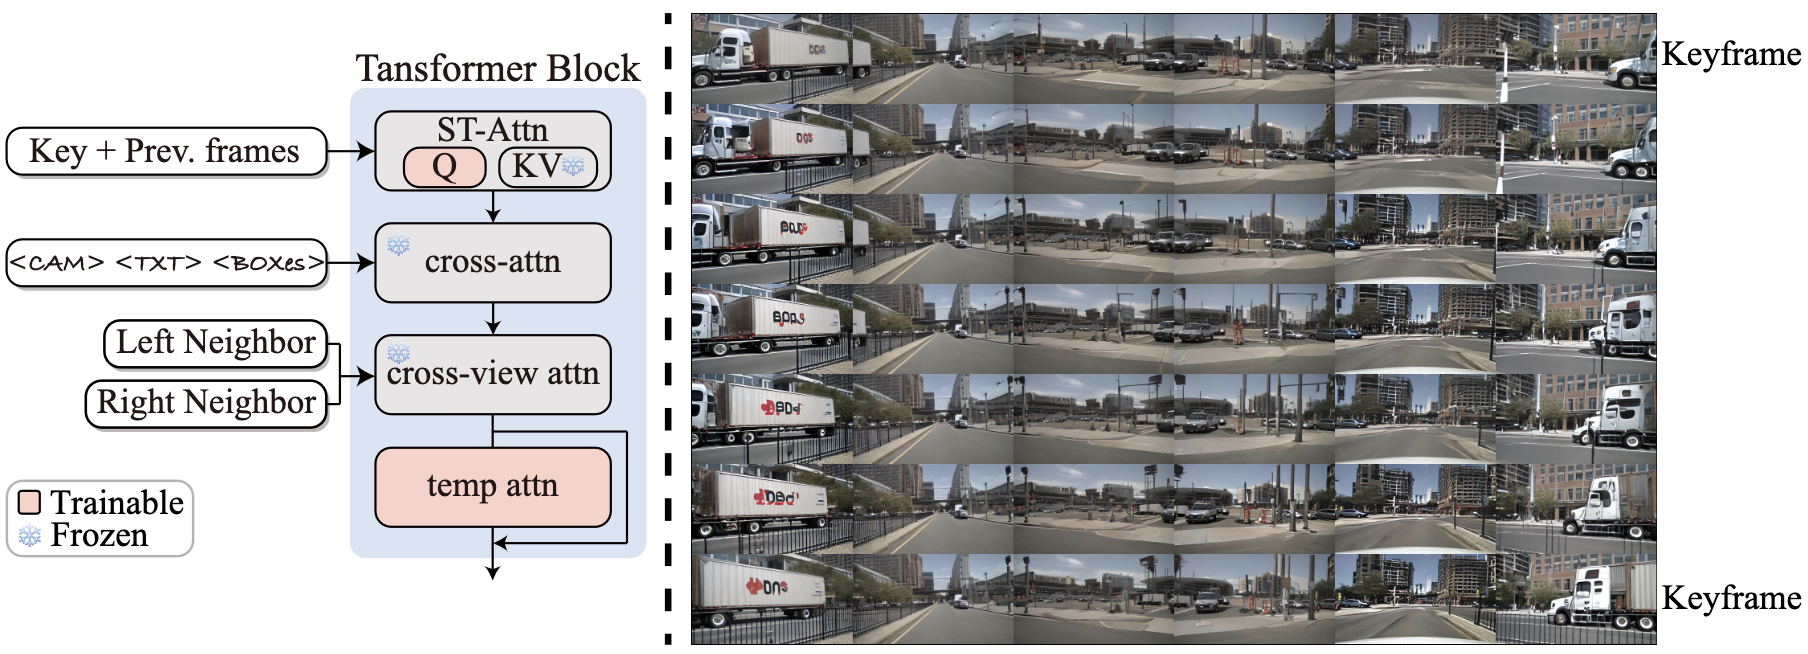 Tansformer Block
Key + Prev. frames
ST-Attn
Q
KV
<CAM> <TXT> <BOXes>
cross-attn
Left Neighbor
Right Neighbor
cross-view attn
temp attn
Trainable
Frozen
Keyframe
Keyframe